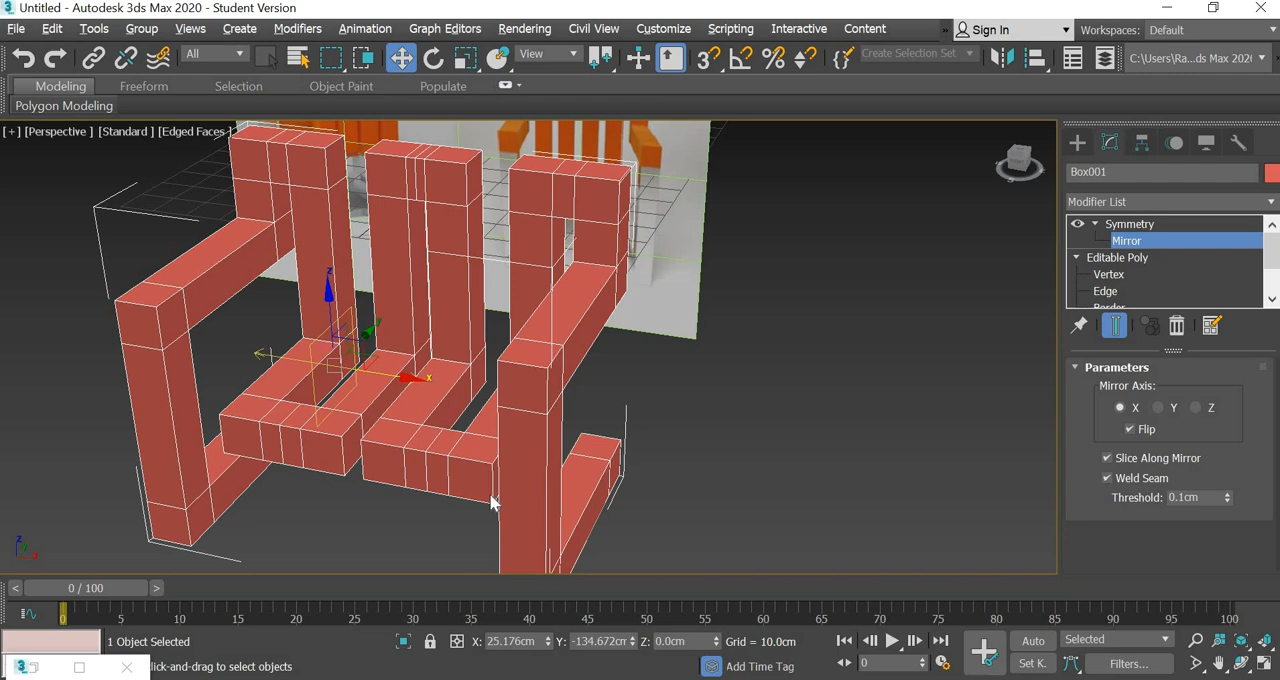 Untitled - Autodesk 3ds Max 2020 - Student Version
File Edit Tools Group Views Create Modifiers Animation Graph Editors Rendering Civil View Customize Scripting Interactive Content » Sign In Workspaces: Default
All View Create Selection Set C:\Users\Ra...ds Max 202(
Modeling Freeform Selection Object Paint Populate
Polygon Modeling
[+] [Perspective ] [Standard ] [Edged Faces ]
Box001
Modifier List
Symmetry
Mirror
Editable Poly
Vertex
Edge
Border
Parameters
Mirror Axis:
X Y Z
Flip
Slice Along Mirror
Weld Seam
Threshold: 0.1cm
z
y
x
z
x
< 0 / 100 >
0 5 10 15 20 25 30 35 40 45 50 55 60 65 70 75 80 85 90 95 100
1 Object Selected X: 25.176cm Y: -134.672cm Z: 0.0cm Grid = 10.0cm Auto Selected
lick-and-drag to select objects Add Time Tag 0 Set K. Filters...